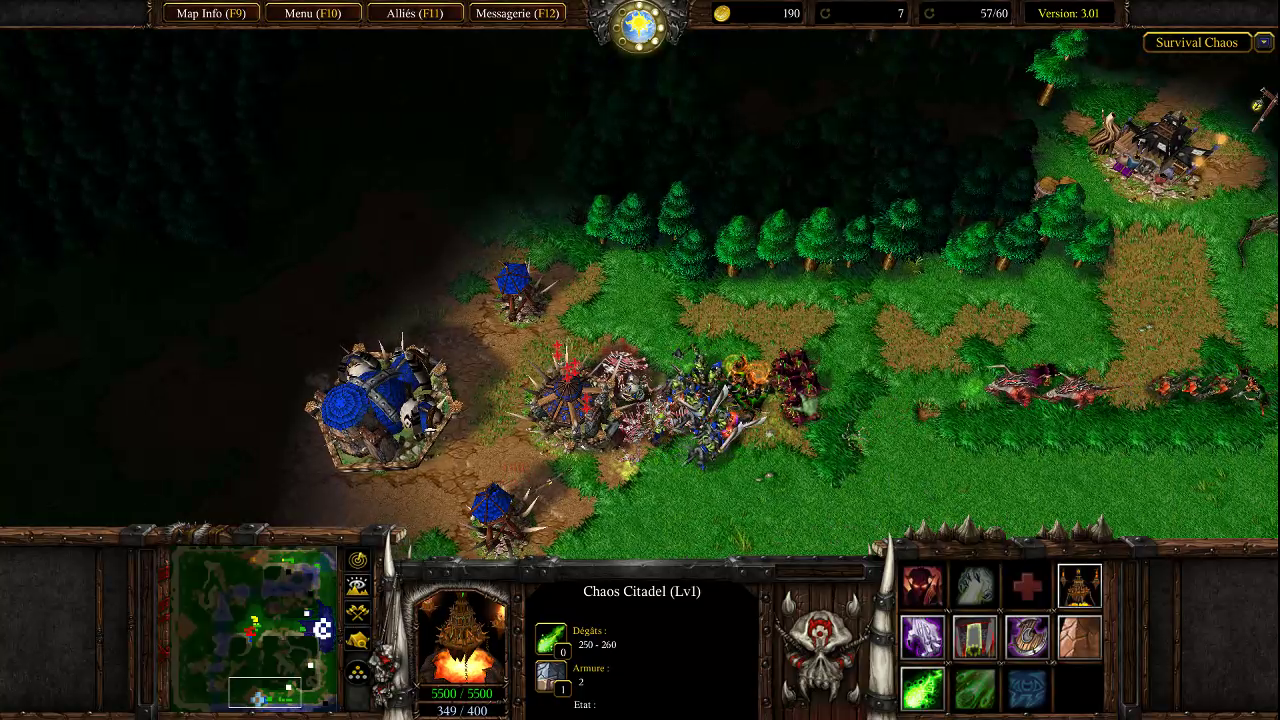 Map Info (F9)
Menu (F10)
Alliés (F11)
Messagerie (F12)
190
7
57/60
Version: 3.01
Survival Chaos
Chaos Citadel (Lv1)
Dégâts :
250 - 260
0
Armure :
2
1
Etat :
5500 / 5500
349 / 400